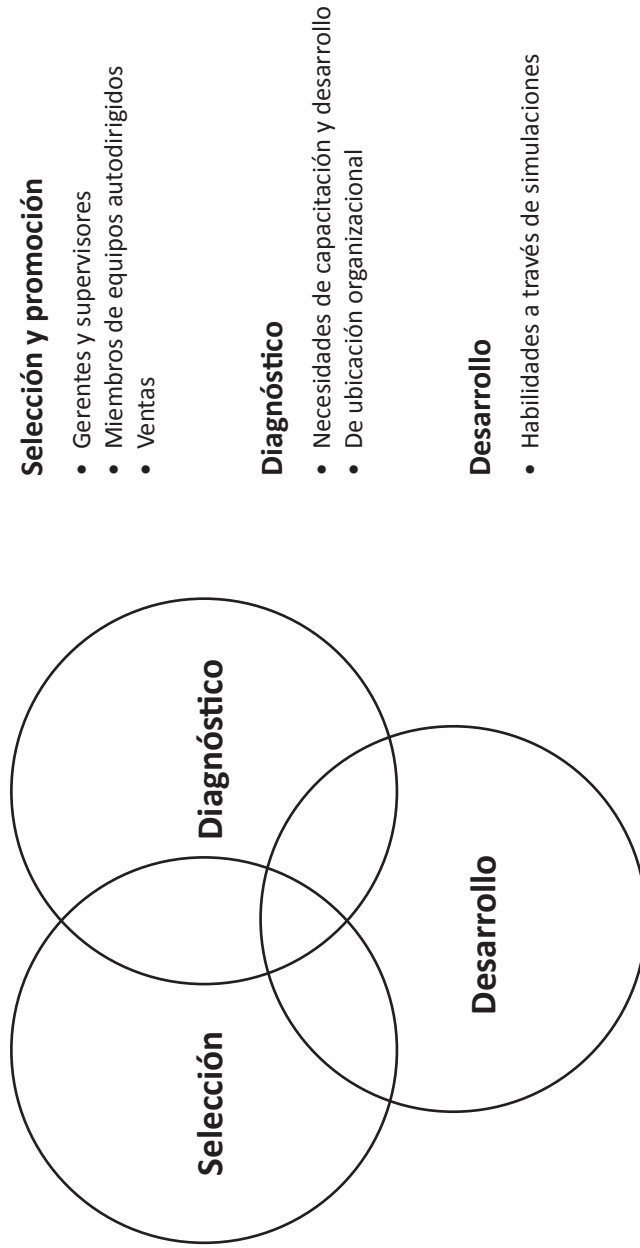 Selección
Diagnóstico
Desarrollo
Selección y promoción
• Gerentes y supervisores
• Miembros de equipos autodirigidos
• Ventas
Diagnóstico
• Necesidades de capacitación y desarrollo
• De ubicación organizacional
Desarrollo
• Habilidades a través de simulaciones